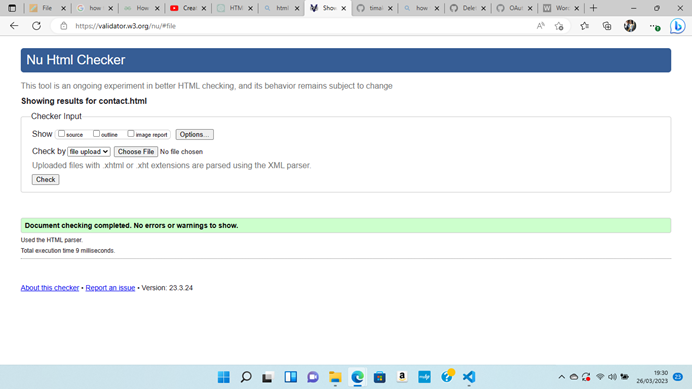 File
how
How
Creat
HTM
html
Show
timal
how
Delet
OAu
Word
https://validator.w3.org/nu/#file
Nu Html Checker
This tool is an ongoing experiment in better HTML checking, and its behavior remains subject to change
Showing results for contact.html
Checker Input
Show source outline image report Options...
Check by file upload Choose File No file chosen
Uploaded files with .xhtml or .xht extensions are parsed using the XML parser.
Check
Document checking completed. No errors or warnings to show.
Used the HTML parser.
Total execution time 9 milliseconds.
About this checker • Report an issue • Version: 23.3.24
19:30
26/03/2023